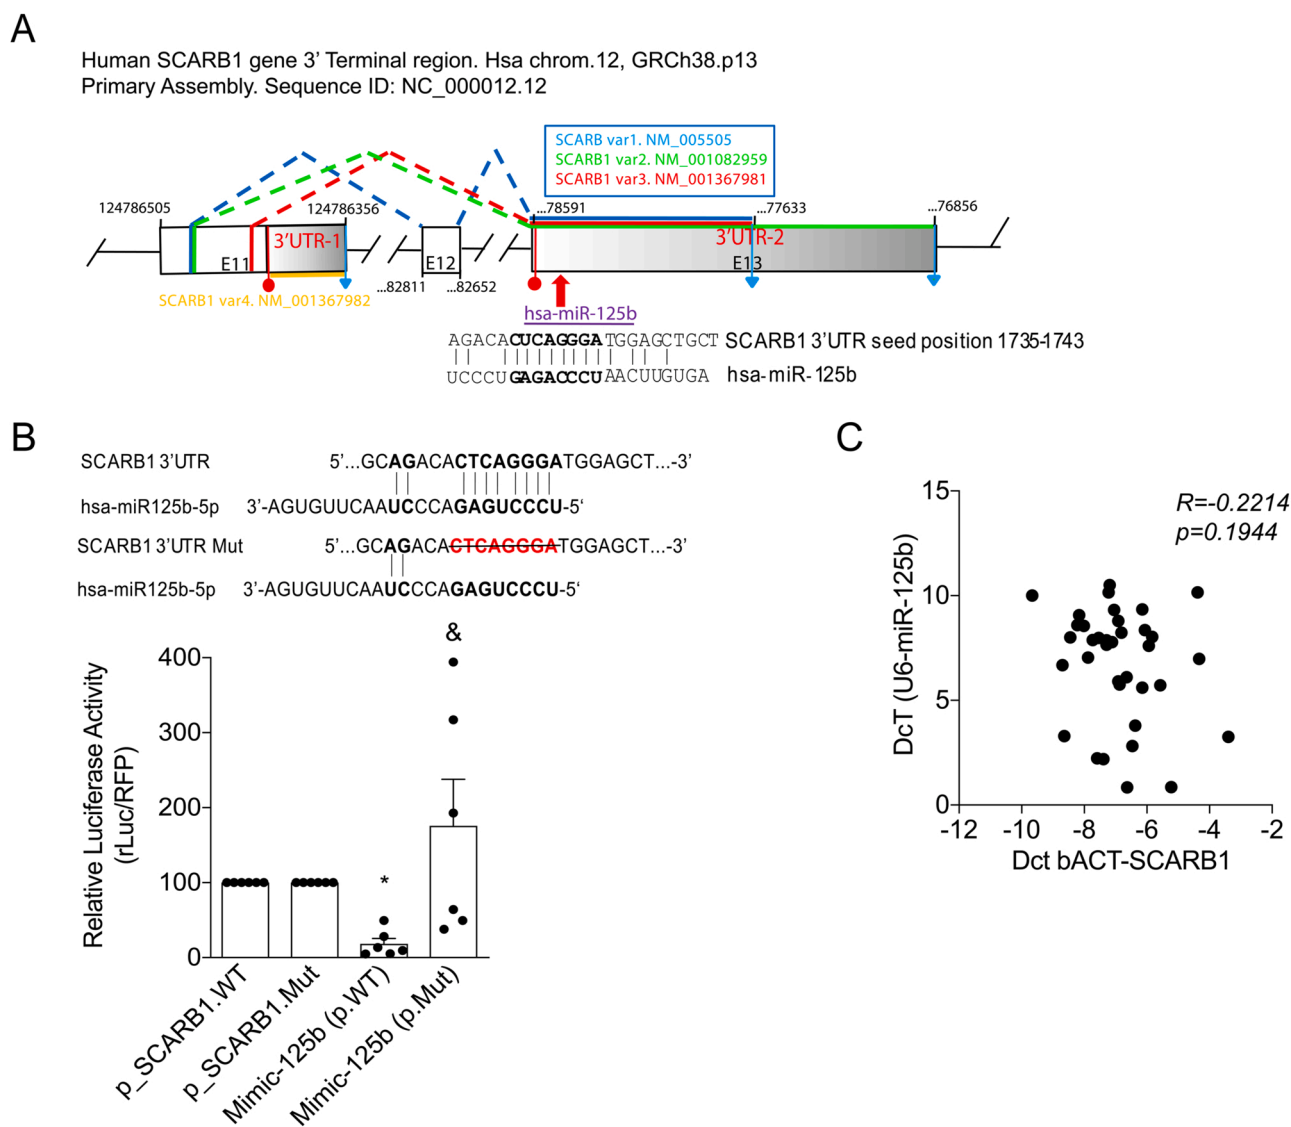 A
Human SCARB1 gene 3’ Terminal region. Hsa chrom.12, GRCh38.p13
Primary Assembly. Sequence ID: NC_000012.12
SCARB var1. NM_005505
SCARB1 var2. NM_001082959
SCARB1 var3. NM_001367981
124786505
124786356
...78591
...77633
...76856
3’UTR-1
3’UTR-2
E11
E12
E13
...82811
...82652
SCARB1 var4. NM_001367982
hsa-miR-125b
AGACACUCAGGGATGGAGCTGCT SCARB1 3’UTR seed position 1735-1743
UCCCUGAGACCCUAACUUGUGA hsa-miR-125b
B
SCARB1 3’UTR 5’...GCAGACACTCAGGGATGGAGCT...-3’
hsa-miR125b-5p 3’-AGUGUUCAAUCCCAGAGUCCCU-5‘
SCARB1 3’UTR Mut 5’...GCAGACACTCAGGGATGGAGCT...-3’
hsa-miR125b-5p 3’-AGUGUUCAAUCCCAGAGUCCCU-5‘
Relative Luciferase Activity
(rLuc/RFP)
400
300
200
100
0
*
&
p_SCARB1.WT
p_SCARB1.Mut
Mimic-125b (p.WT)
Mimic-125b (p.Mut)
C
R=-0.2214
p=0.1944
DcT (U6-miR-125b)
15
10
5
0
-12 -10 -8 -6 -4 -2
Dct bACT-SCARB1